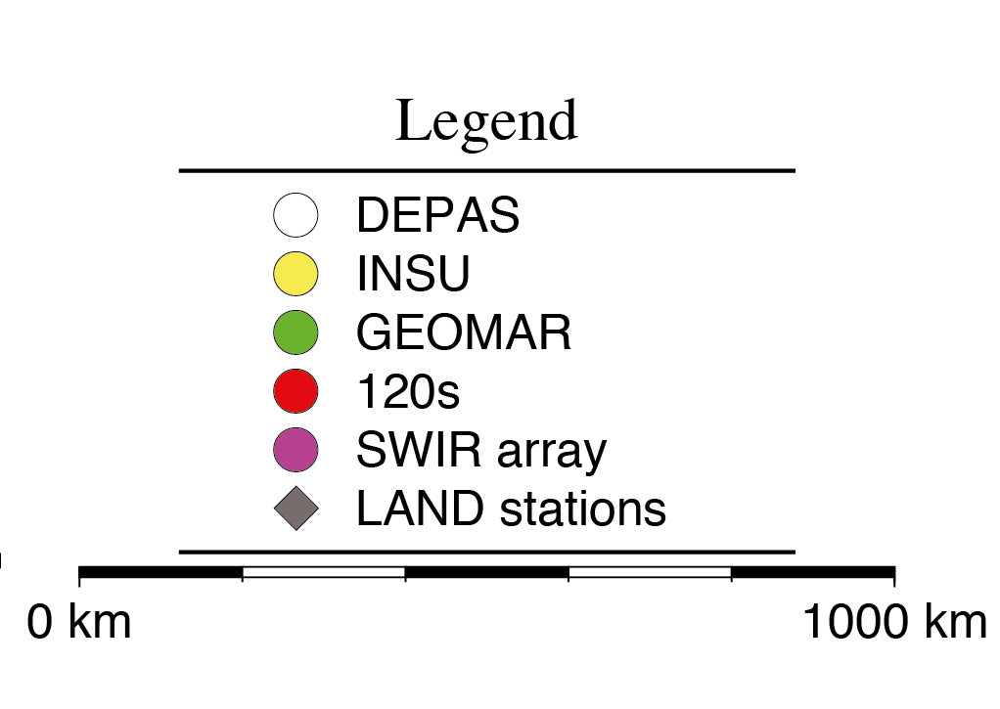 Legend
DEPAS
INSU
GEOMAR
120s
SWIR array
LAND stations
0 km
1000 km